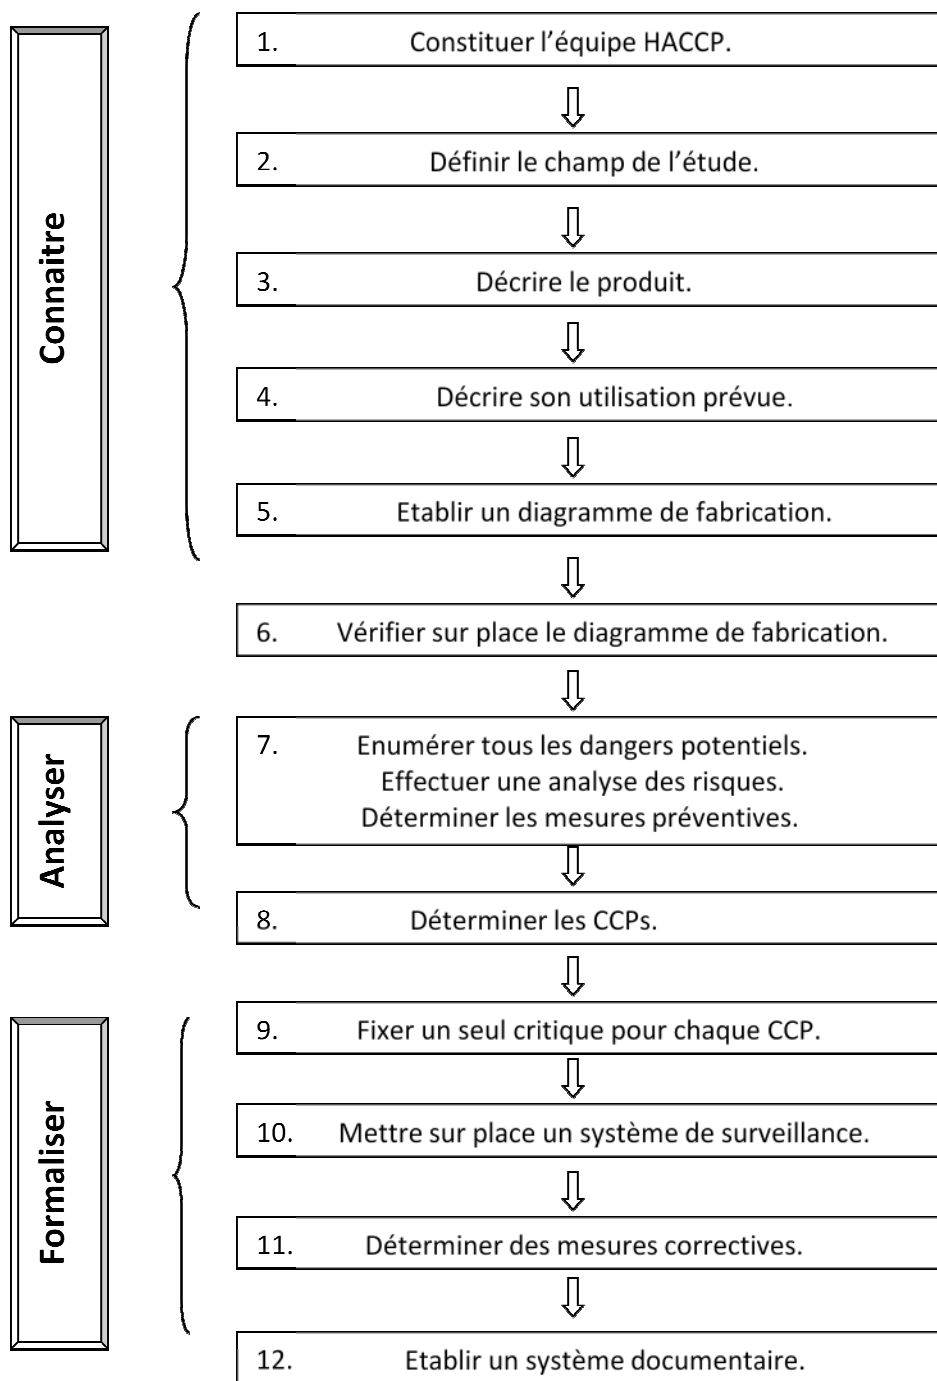 Connaitre
1. Constituer l'équipe HACCP.
2. Définir le champ de l'étude.
3. Décrire le produit.
4. Décrire son utilisation prévue.
5. Etablir un diagramme de fabrication.
6. Vérifier sur place le diagramme de fabrication.
Analyser
7. Enumérer tous les dangers potentiels.
Effectuer une analyse des risques.
Déterminer les mesures préventives.
8. Déterminer les CCPs.
Formaliser
9. Fixer un seul critique pour chaque CCP.
10. Mettre sur place un système de surveillance.
11. Déterminer des mesures correctives.
12. Etablir un système documentaire.